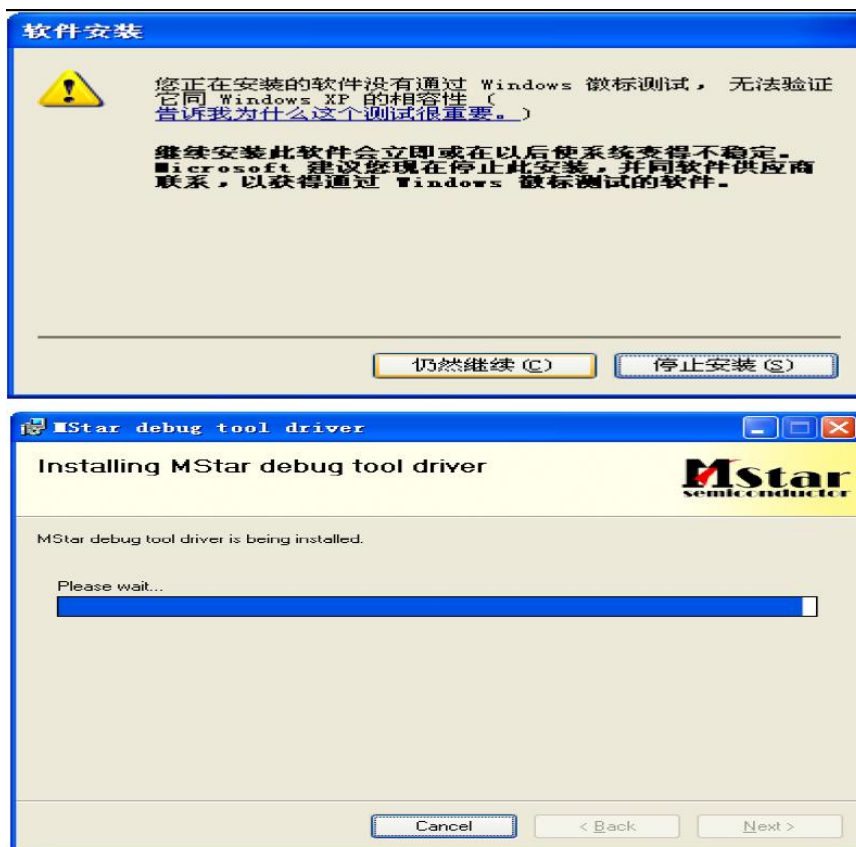 软件安装
您正在安装的软件没有通过 Windows 徽标测试， 无法验证
它同 Windows XP 的相容性（
告诉我为什么这个测试很重要。）
继续安装此软件会立即或在以后使系统变得不稳定。
Microsoft 建议您现在停止此安装，并同软件供应商
联系，以获得通过 Windows 徽标测试的软件。
仍然继续(C) 停止安装(S)
MStar debug tool driver
Installing MStar debug tool driver
MStar
semiconductor
MStar debug tool driver is being installed.
Please wait...
Cancel < Back Next >